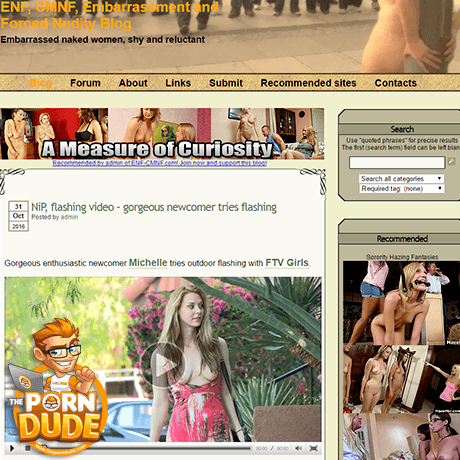 ENF, CMNF, Embarrassment and
Forced Nudity Blog
Embarrassed naked women, shy and reluctant
Blog Forum About Links Submit Recommended sites Contacts
A Measure of Curiosity
Recommended by admin of ENF-CMNF.com! Join now and support this blog!
31
Oct
2016
NiP, flashing video - gorgeous newcomer tries flashing
Posted by admin
Gorgeous enthusiastic newcomer Michelle tries outdoor flashing with FTV Girls.
THE
PORN
DUDE
www.theporndude.com
00:00 / 00:00
Search
Use "quoted phrases" for precise results
The first (search term) field can be left blan
Search all categories
Required tag: (none)
Recommended
Sorority Hazing Fantasies